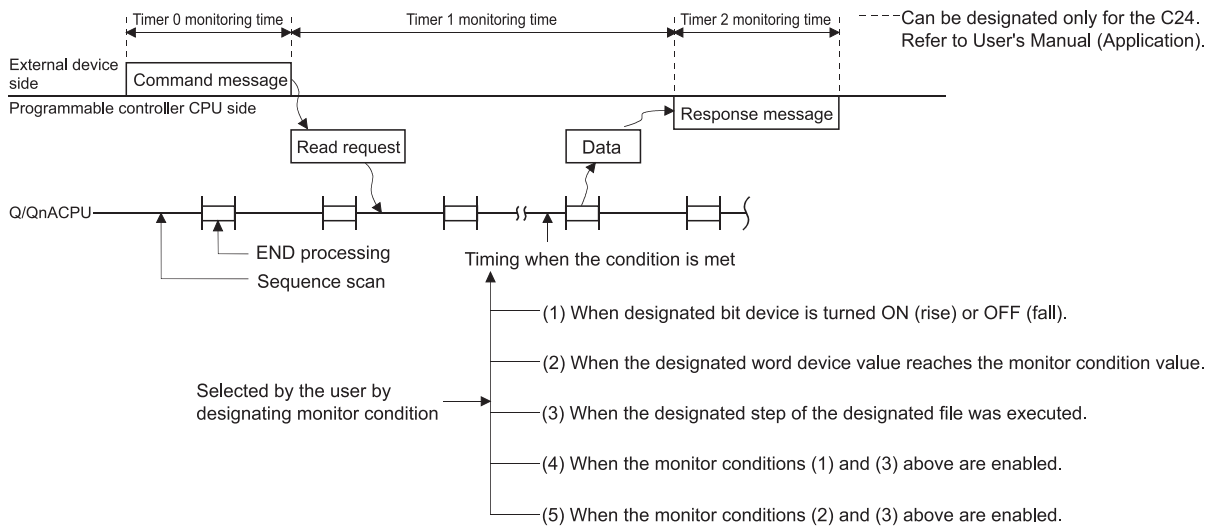 Timer 0 monitoring time
Timer 1 monitoring time
Timer 2 monitoring time
Can be designated only for the C24.
Refer to User's Manual (Application).
External device
side
Command message
Programmable controller CPU side
Response message
Read request
Data
Q/QnACPU
END processing
Sequence scan
Timing when the condition is met
(1) When designated bit device is turned ON (rise) or OFF (fall).
(2) When the designated word device value reaches the monitor condition value.
Selected by the user by
designating monitor condition
(3) When the designated step of the designated file was executed.
(4) When the monitor conditions (1) and (3) above are enabled.
(5) When the monitor conditions (2) and (3) above are enabled.